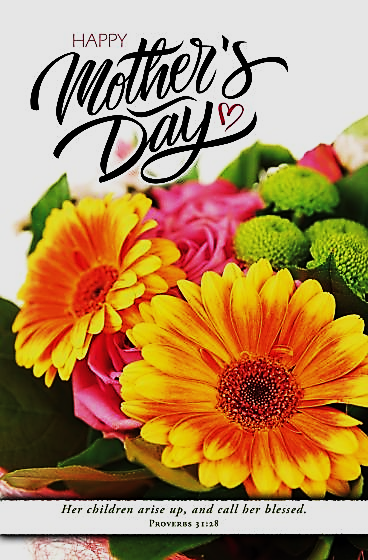 HAPPY
Mother's
Day
Her children arise up, and call her blessed.
Proverbs 31:28